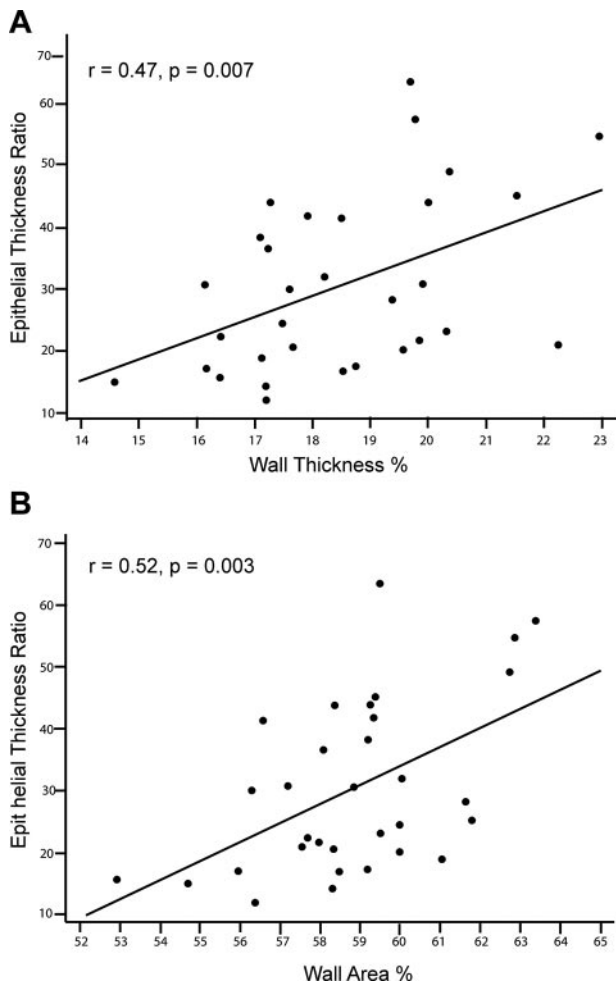 A
r = 0.47, p = 0.007
Epithelial Thickness Ratio
70
60
50
40
30
20
10
14 15 16 17 18 19 20 21 22 23
Wall Thickness %
B
r = 0.52, p = 0.003
Epit helial Thickness Ratio
70
60
50
40
30
20
10
52 53 54 55 56 57 58 59 60 61 62 63 64 65
Wall Area %